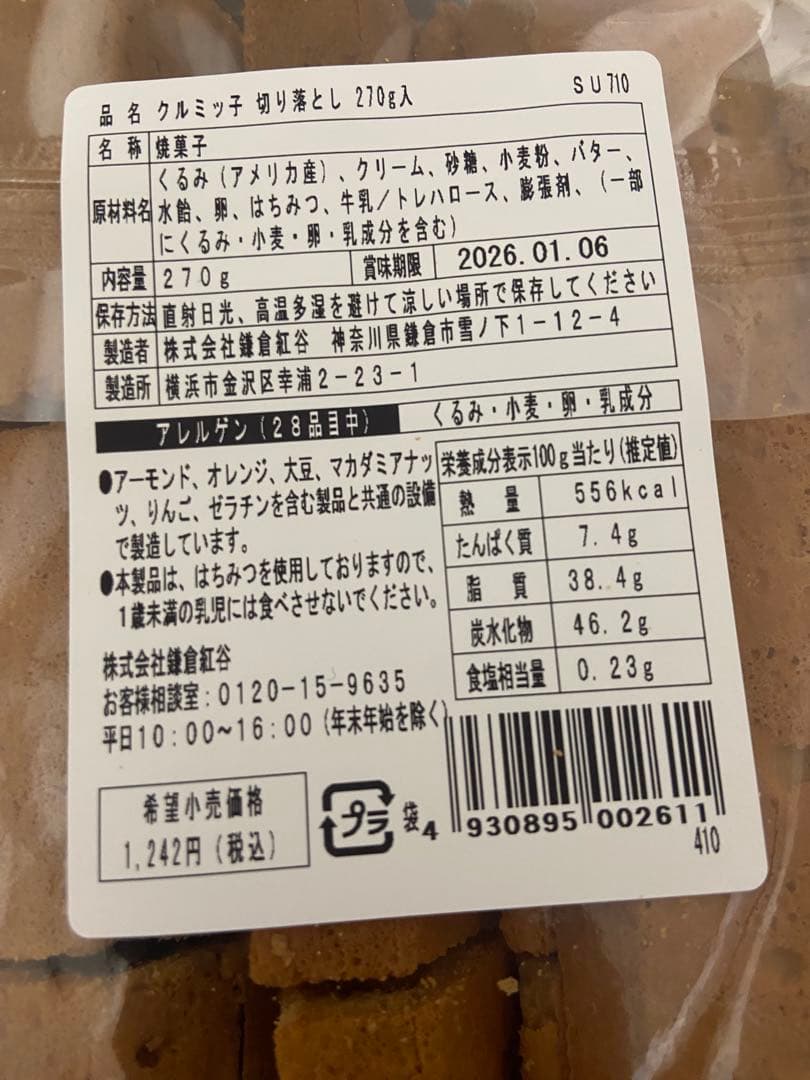 品名 クルミッ子 切り落とし 270g入 SU710
名称 焼菓子
原材料名 くるみ（アメリカ産）、クリーム、砂糖、小麦粉、バター、
水飴、卵、はちみつ、牛乳／トレハロース、膨張剤、（一部
にくるみ・小麦・卵・乳成分を含む）
内容量 270g 賞味期限 2026.01.06
保存方法 直射日光、高温多湿を避けて涼しい場所で保存してください
製造者 株式会社鎌倉紅谷 神奈川県鎌倉市雪ノ下1-12-4
製造所 横浜市金沢区幸浦2-23-1
アレルゲン（28品目中） くるみ・小麦・卵・乳成分
●アーモンド、オレンジ、大豆、マカダミアナッ
ツ、りんご、ゼラチンを含む製品と共通の設備
で製造しています。
●本製品は、はちみつを使用しておりますので、
1歳未満の乳児には食べさせないでください。
株式会社鎌倉紅谷
お客様相談室：0120-15-9635
平日10：00～16：00（年末年始を除く）
栄養成分表示100g当たり（推定値）
熱量 556kcal
たんぱく質 7.4g
脂質 38.4g
炭水化物 46.2g
食塩相当量 0.23g
希望小売価格
1,242円（税込）
プラ 袋
4 930895 002611
410